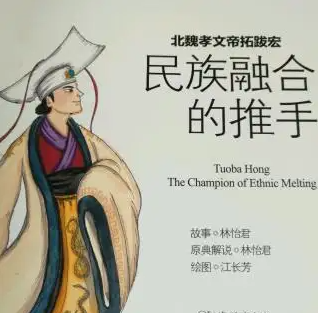 北魏孝文帝拓跋宏
民族融合
的推手
Tuoba Hong
The Champion of Ethnic Melting
故事○林怡君
原典解说○林怡君
绘图○江长芳